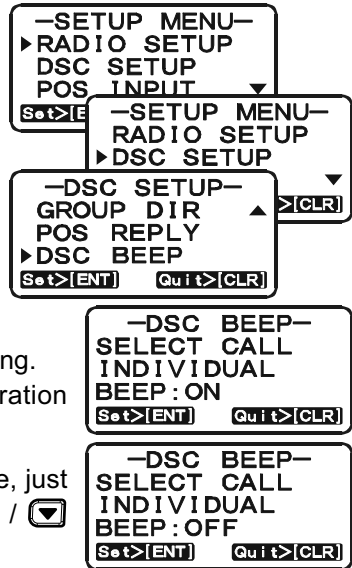 —SETUP MENU—
▶RADIO SETUP
DSC SETUP
POS INPUT ▼
Set>[E
—SETUP MENU—
RADIO SETUP
▶DSC SETUP
▼
>[CLR]
—DSC SETUP—
GROUP DIR ▲
POS REPLY
▶DSC BEEP
Set>[ENT] Quit>[CLR]
ng.
ration
—DSC BEEP—
SELECT CALL
INDIVIDUAL
BEEP:ON
Set>[ENT] Quit>[CLR]
e, just
/ ▼
—DSC BEEP—
SELECT CALL
INDIVIDUAL
BEEP:OFF
Set>[ENT] Quit>[CLR]